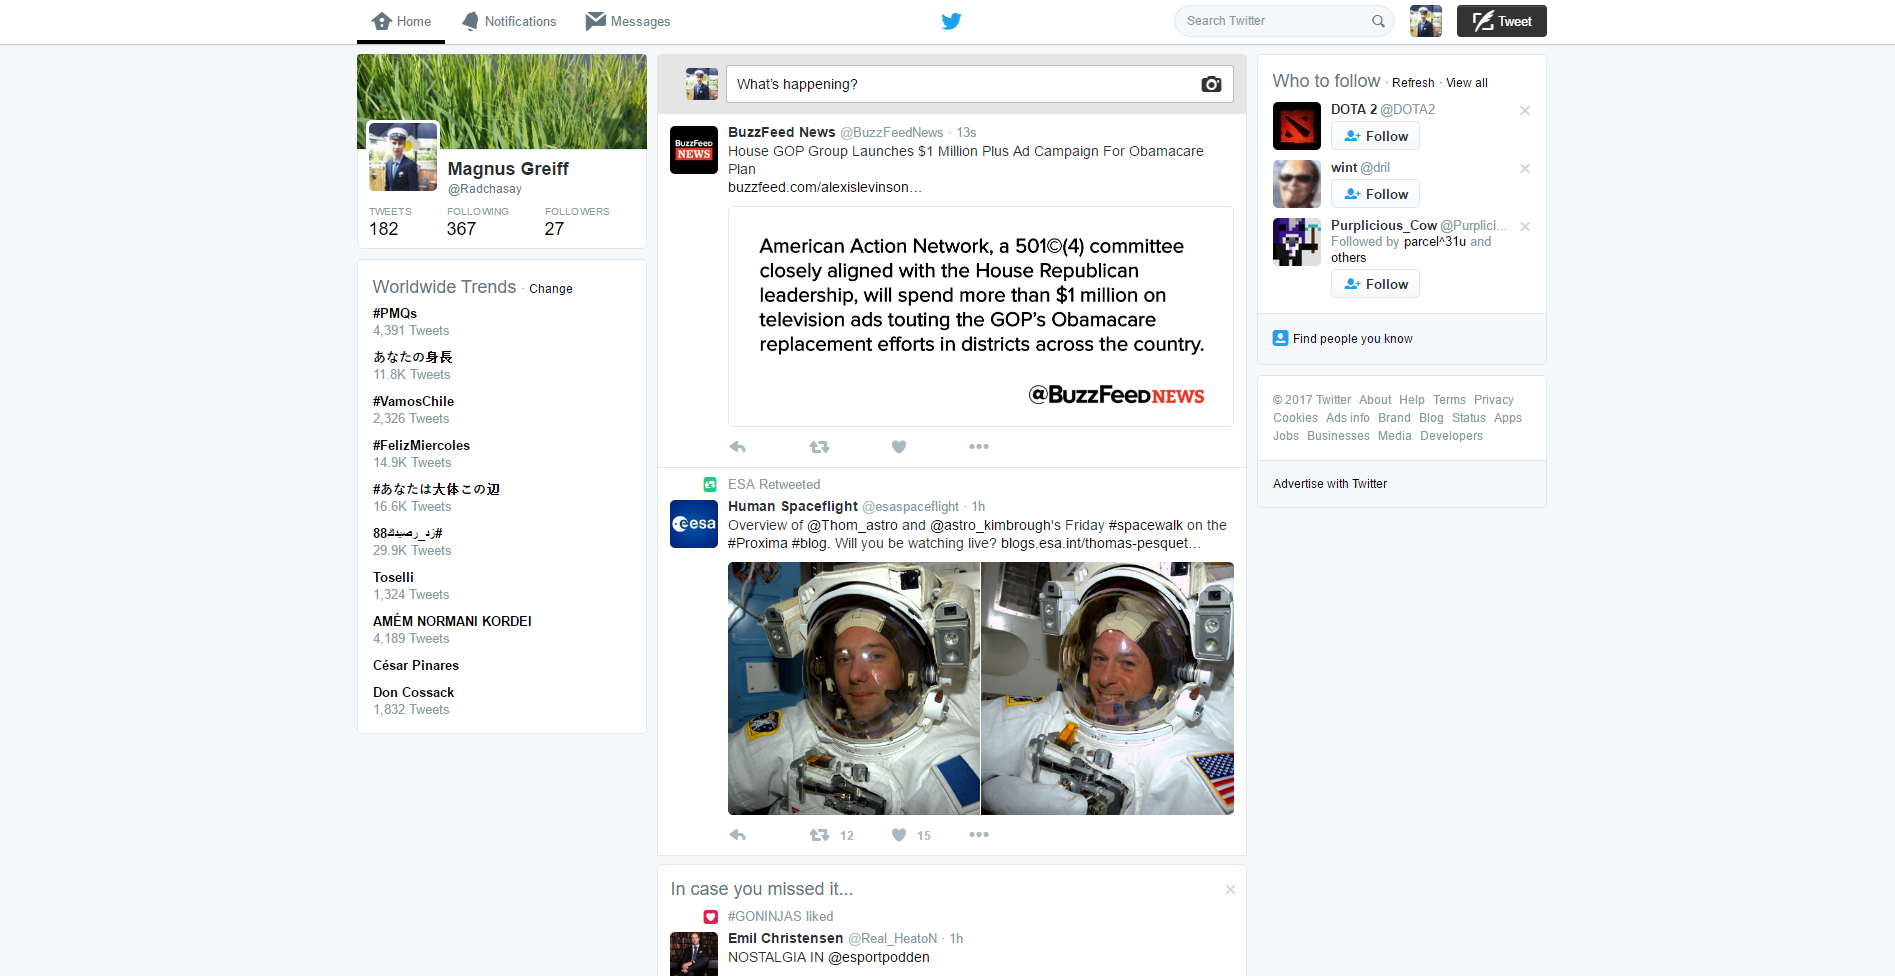 Home
Notifications
Messages
Search Twitter
Tweet
Magnus Greiff
@Radchasay
TWEETS FOLLOWING FOLLOWERS
182 367 27
Worldwide Trends · Change
#PMQs
4,391 Tweets
あなたの身長
11.8K Tweets
#VamosChile
2,326 Tweets
#FelizMiercoles
14.9K Tweets
#あなたは大体この辺
16.6K Tweets
#زد_رصيدك88
29.9K Tweets
Toselli
1,324 Tweets
AMÉM NORMANI KORDEI
4,189 Tweets
César Pinares
Don Cossack
1,832 Tweets
What's happening?
BuzzFeed
NEWS
BuzzFeed News @BuzzFeedNews · 13s
House GOP Group Launches $1 Million Plus Ad Campaign For Obamacare
Plan
buzzfeed.com/alexislevinson…
American Action Network, a 501©(4) committee
closely aligned with the House Republican
leadership, will spend more than $1 million on
television ads touting the GOP's Obamacare
replacement efforts in districts across the country.
@BuzzFeedNEWS
ESA Retweeted
esa
Human Spaceflight @esaspaceflight · 1h
Overview of @Thom_astro and @astro_kimbrough's Friday #spacewalk on the
#Proxima #blog. Will you be watching live? blogs.esa.int/thomas-pesquet…
12 15
In case you missed it...
#GONINJAS liked
Emil Christensen @Real_HeatoN · 1h
NOSTALGIA IN @esportpodden
Who to follow · Refresh · View all
DOTA 2 @DOTA2
Follow
wint @dril
Follow
Purplicious_Cow @Purplici...
Followed by parcel^31u and
others
Follow
Find people you know
© 2017 Twitter About Help Terms Privacy
Cookies Ads info Brand Blog Status Apps
Jobs Businesses Media Developers
Advertise with Twitter